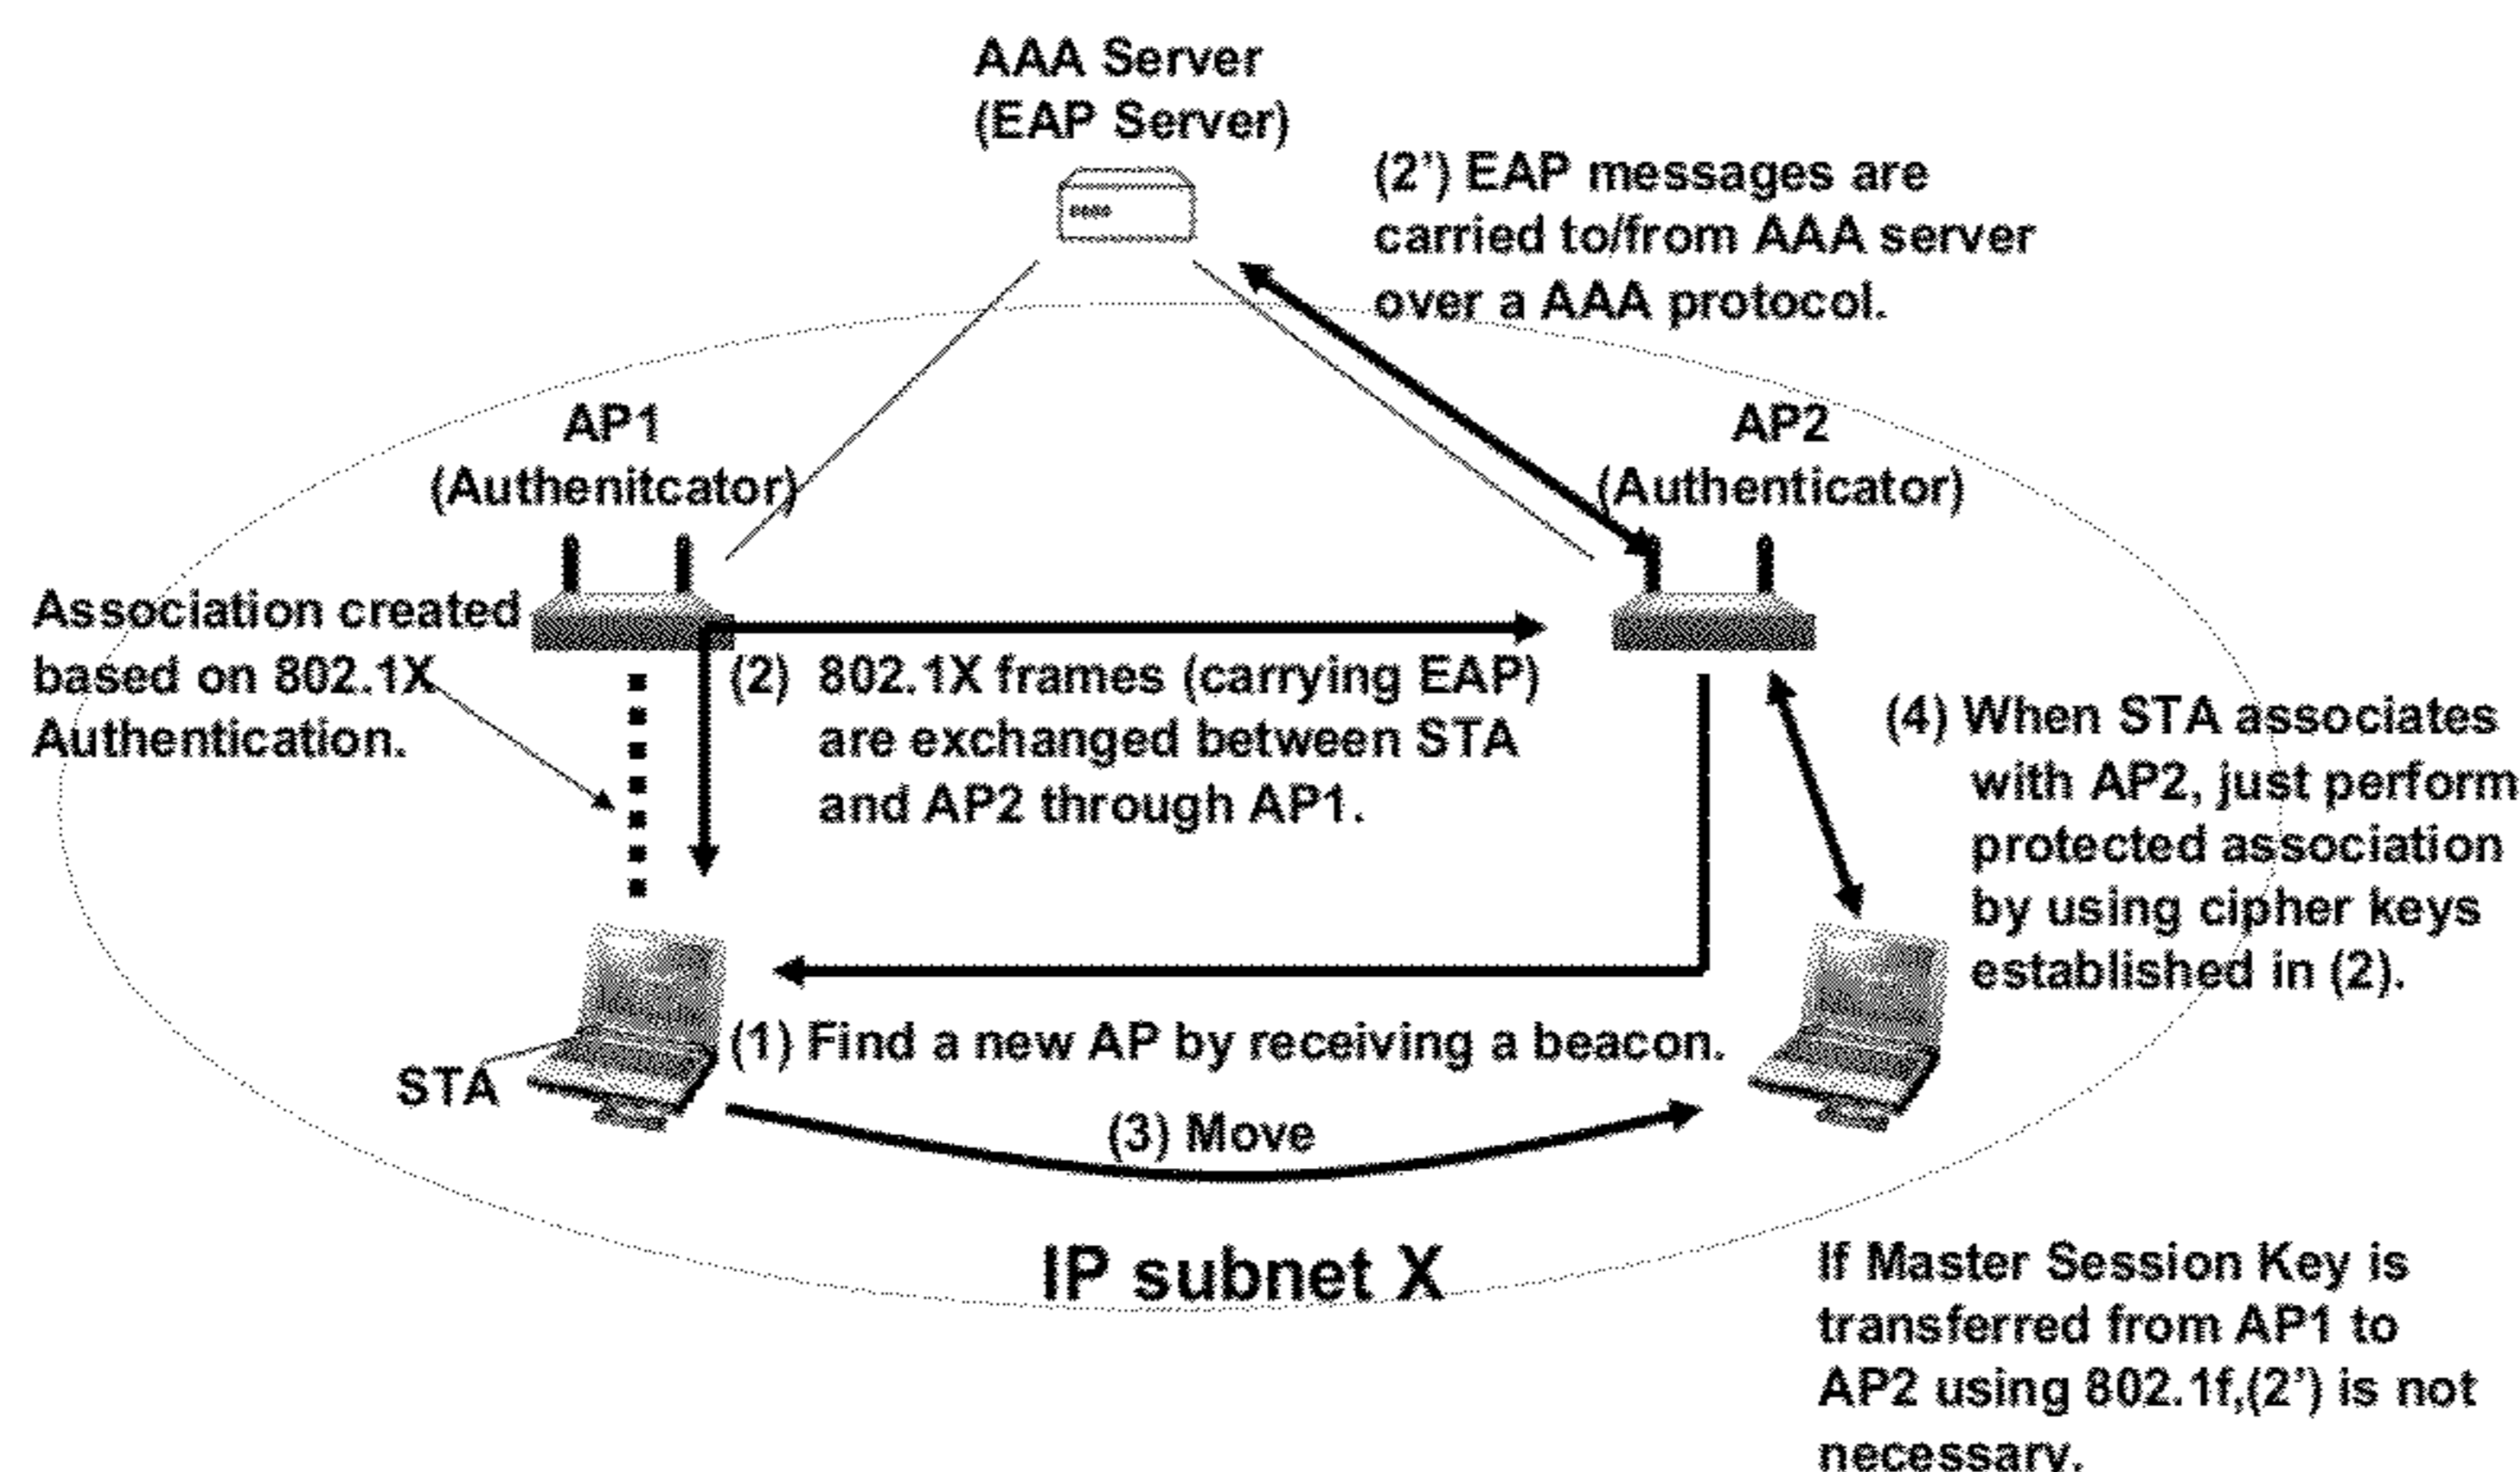 AAA Server
(EAP Server)
(2') EAP messages are
carried to/from AAA server
over a AAA protocol.
AP1
(Authenitcator)
AP2
(Authenticator)
Association created
based on 802.1X
Authentication.
(2) 802.1X frames (carrying EAP)
are exchanged between STA
and AP2 through AP1.
(4) When STA associates
with AP2, just perform
protected association
by using cipher keys
established in (2).
(1) Find a new AP by receiving a beacon.
STA
(3) Move
IP subnet X
If Master Session Key is
transferred from AP1 to
AP2 using 802.1f,(2') is not
necessary.